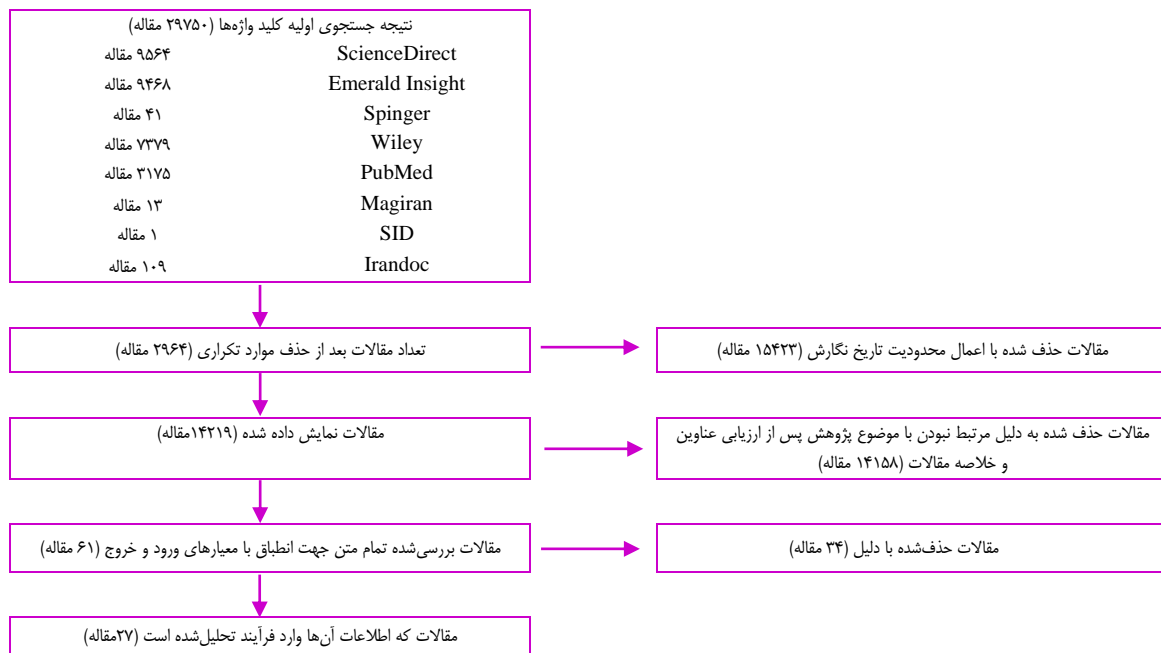 نتیجه جستجوی اولیه کلید واژه‌ها (۲۹۷۵۰ مقاله)
ScienceDirect ۹۵۶۴ مقاله
Emerald Insight ۹۴۶۸ مقاله
Spinger ۴۱ مقاله
Wiley ۷۳۷۹ مقاله
PubMed ۳۱۷۵ مقاله
Magiran ۱۳ مقاله
SID ۱ مقاله
Irandoc ۱۰۹ مقاله
تعداد مقالات بعد از حذف موارد تکراری (۲۹۶۴ مقاله)
مقالات حذف شده با اعمال محدودیت تاریخ نگارش (۱۵۴۲۳ مقاله)
مقالات نمایش داده شده (۱۴۲۱۹مقاله)
مقالات حذف شده به دلیل مرتبط نبودن با موضوع پژوهش پس از ارزیابی عناوین
و خلاصه مقالات (۱۴۱۵۸ مقاله)
مقالات بررسی‌شده تمام متن جهت انطباق با معیارهای ورود و خروج (۶۱ مقاله)
مقالات حذف‌شده با دلیل (۳۴ مقاله)
مقالات که اطلاعات آن‌ها وارد فرآیند تحلیل‌شده است (۲۷مقاله)